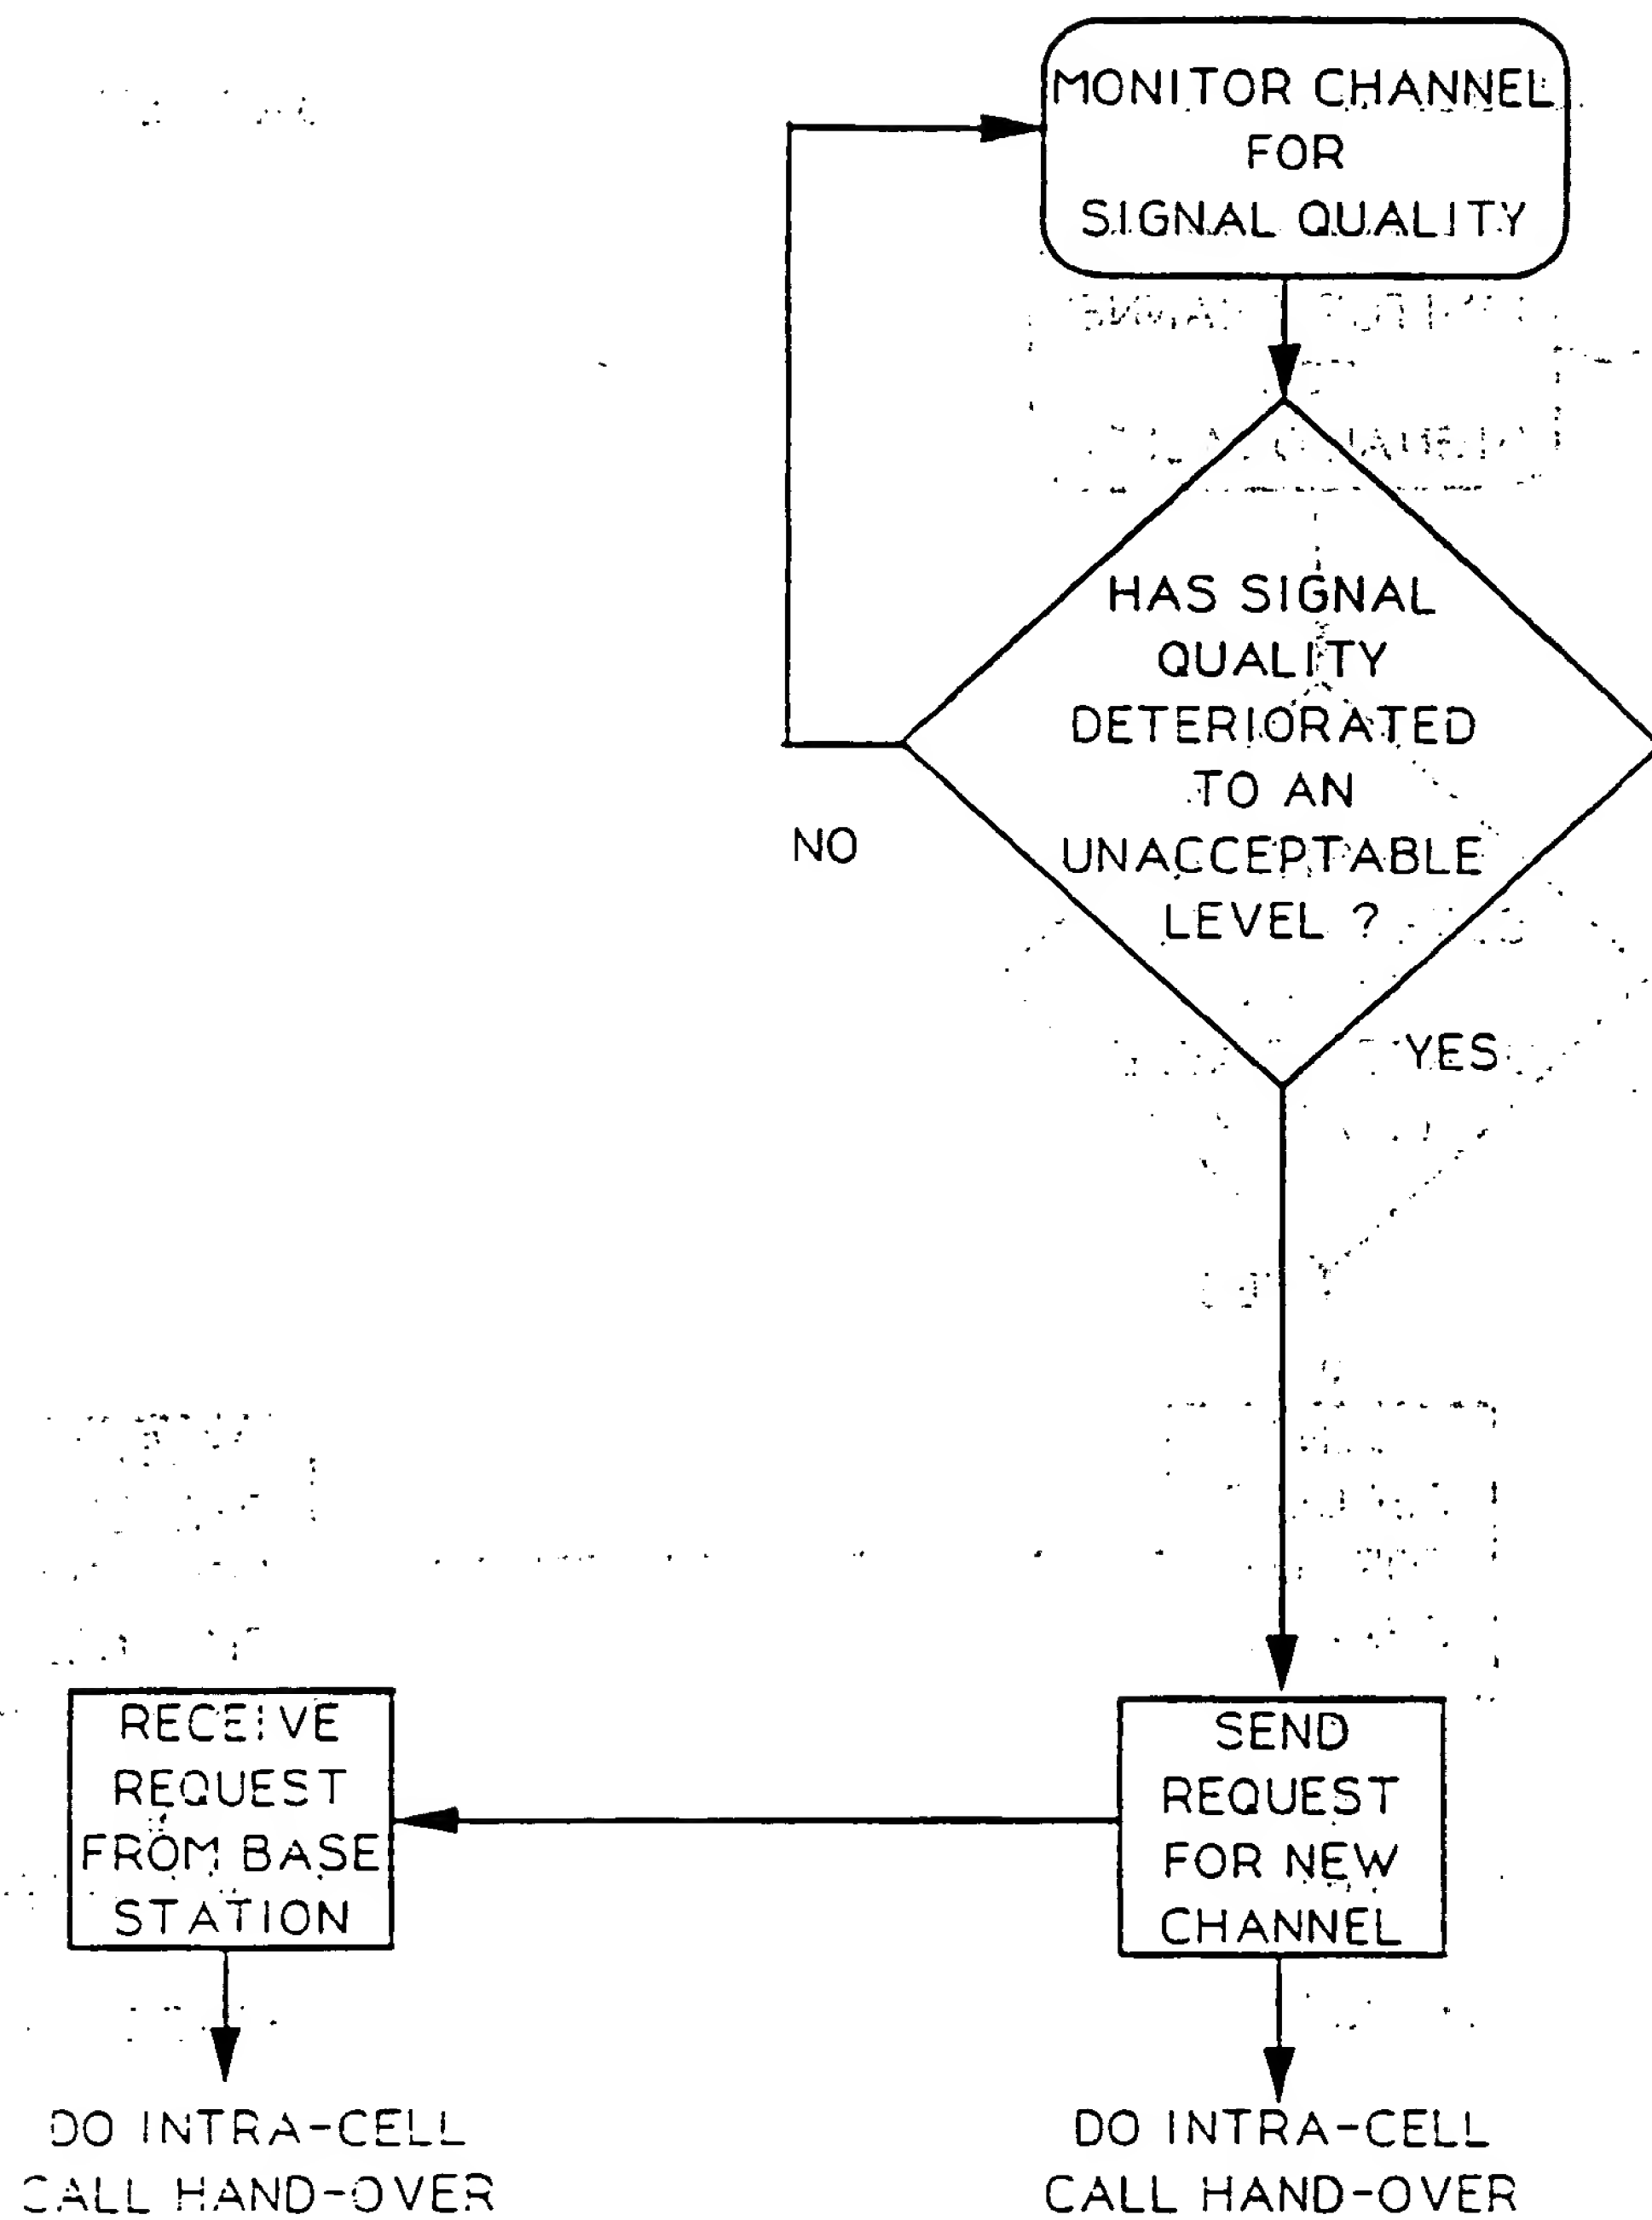 MONITOR CHANNEL
FOR
SIGNAL QUALITY
HAS SIGNAL
QUALITY
DETERIORATED
TO AN
UNACCEPTABLE
LEVEL ?
NO
YES
RECEIVE
REQUEST
FROM BASE
STATION
SEND
REQUEST
FOR NEW
CHANNEL
DO INTRA-CELL
CALL HAND-OVER
DO INTRA-CELL
CALL HAND-OVER